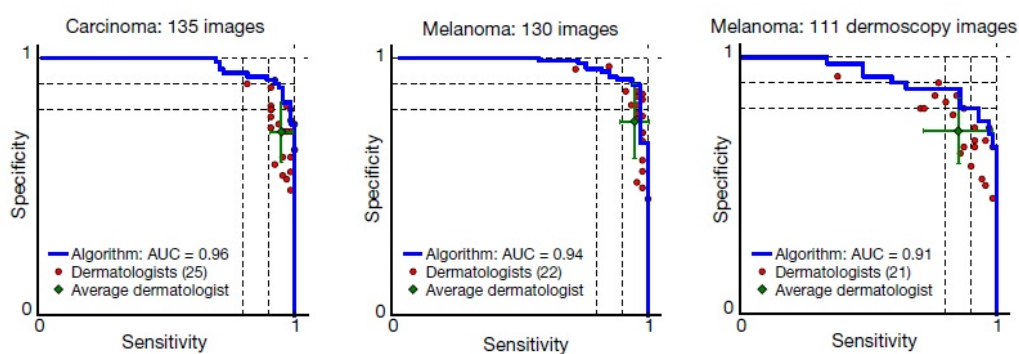 Carcinoma: 135 images
1
Specificity
Algorithm: AUC = 0.96
Dermatologists (25)
Average dermatologist
0
0
1
Sensitivity
Melanoma: 130 images
1
Specificity
Algorithm: AUC = 0.94
Dermatologists (22)
Average dermatologist
0
0
1
Sensitivity
Melanoma: 111 dermoscopy images
1
Specificity
Algorithm: AUC = 0.91
Dermatologists (21)
Average dermatologist
0
0
1
Sensitivity